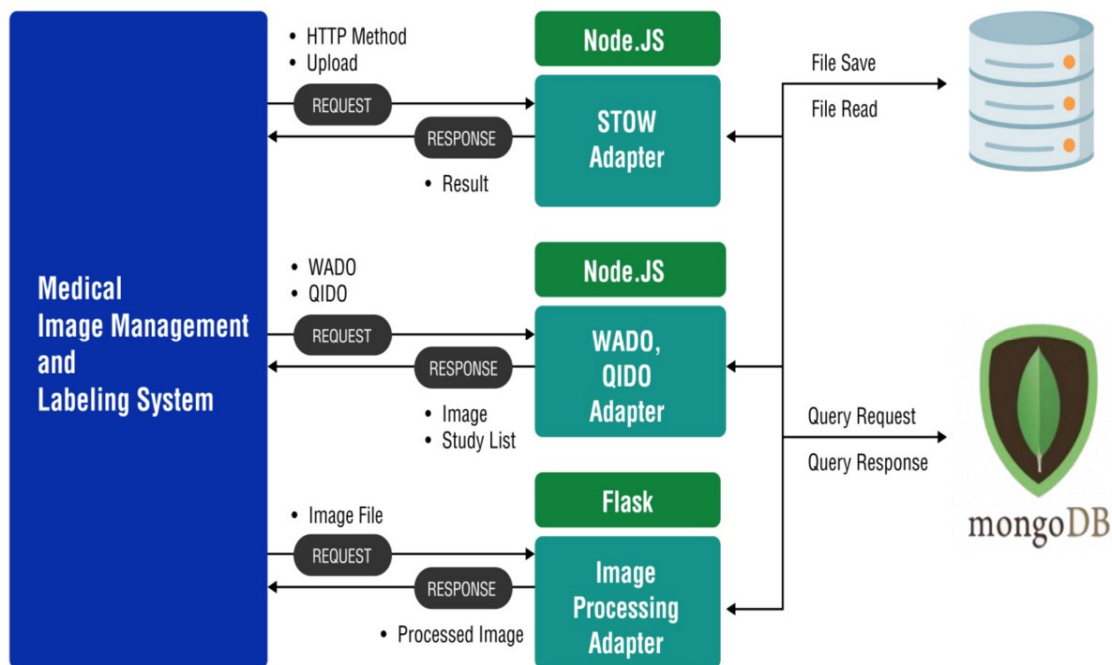 Medical
Image Management
and
Labeling System
• HTTP Method
• Upload
REQUEST
RESPONSE
• Result
Node.JS
STOW
Adapter
• WADO
• QIDO
REQUEST
RESPONSE
• Image
• Study List
Node.JS
WADO,
QIDO
Adapter
• Image File
REQUEST
RESPONSE
• Processed Image
Flask
Image
Processing
Adapter
File Save
File Read
Query Request
Query Response
mongoDB